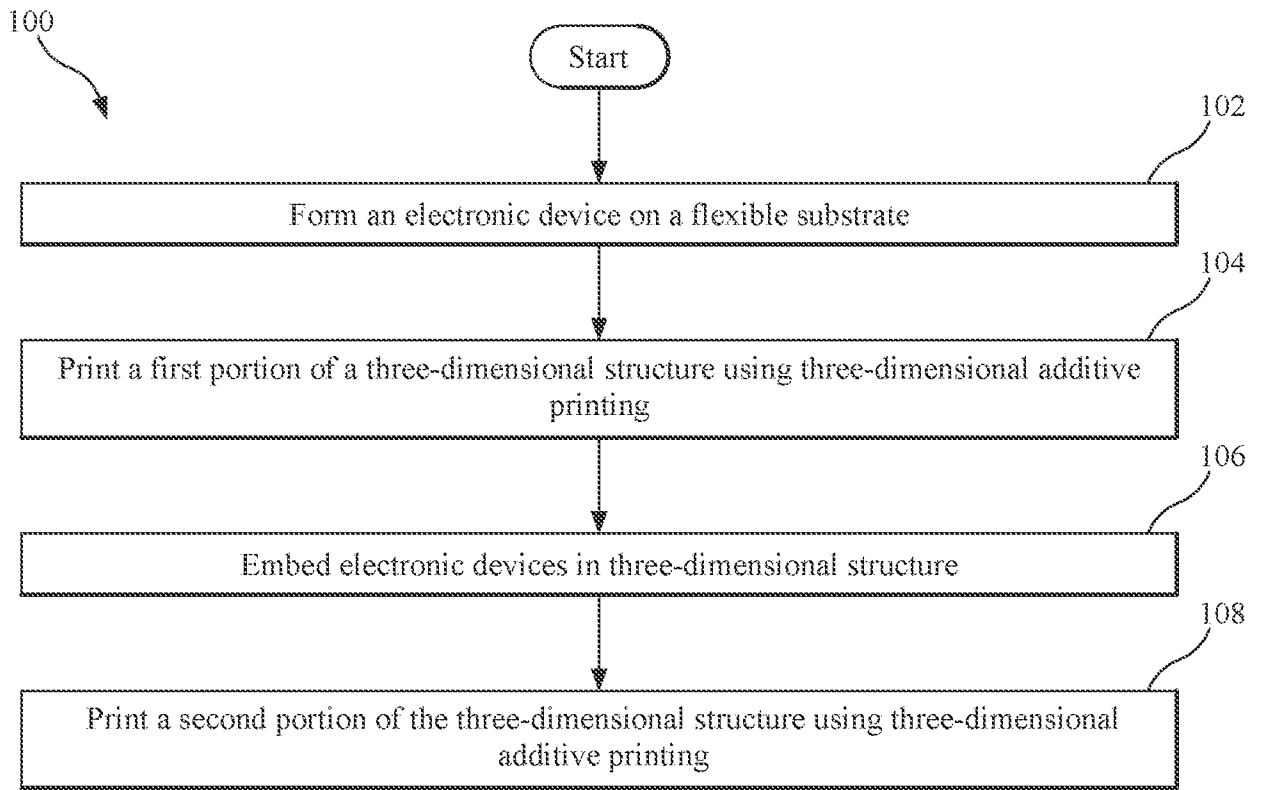 100
Start
102
Form an electronic device on a flexible substrate
104
Print a first portion of a three-dimensional structure using three-dimensional additive
printing
106
Embed electronic devices in three-dimensional structure
108
Print a second portion of the three-dimensional structure using three-dimensional
additive printing